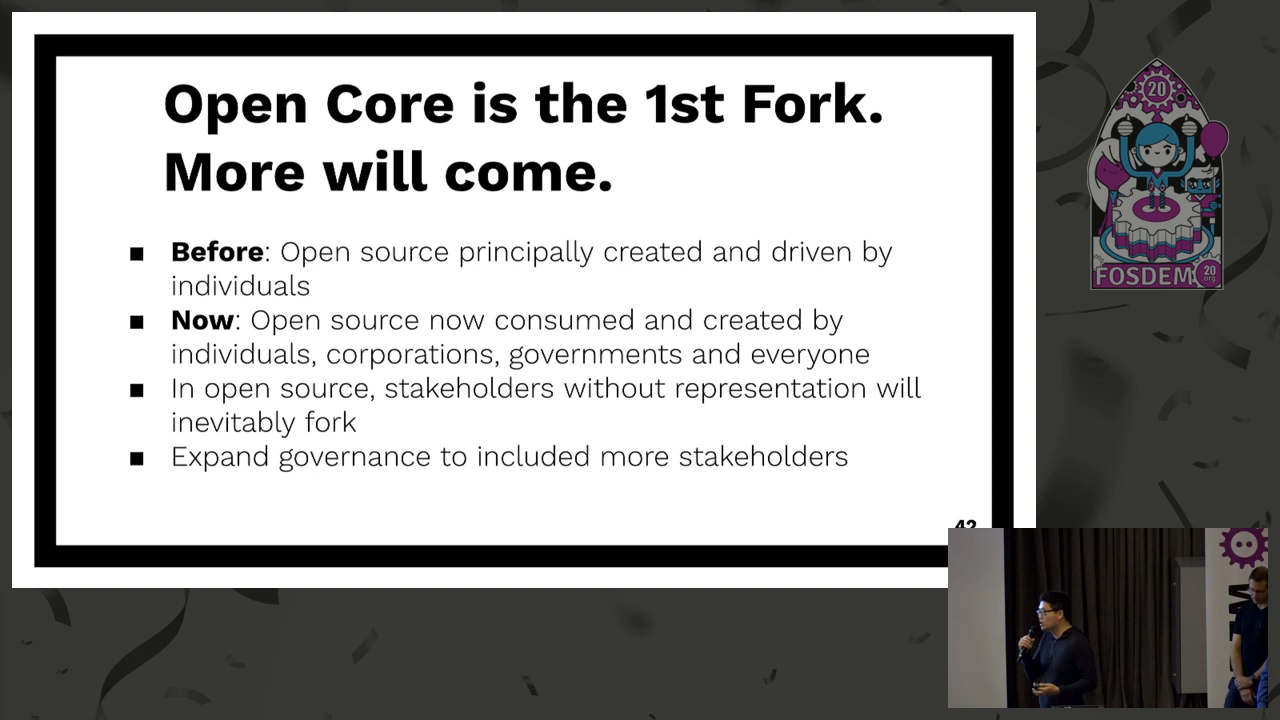 Open Core is the 1st Fork.
More will come.
■ Before: Open source principally created and driven by
individuals
■ Now: Open source now consumed and created by
individuals, corporations, governments and everyone
■ In open source, stakeholders without representation will
inevitably fork
■ Expand governance to included more stakeholders
42
20
FOSDEM
20
.org